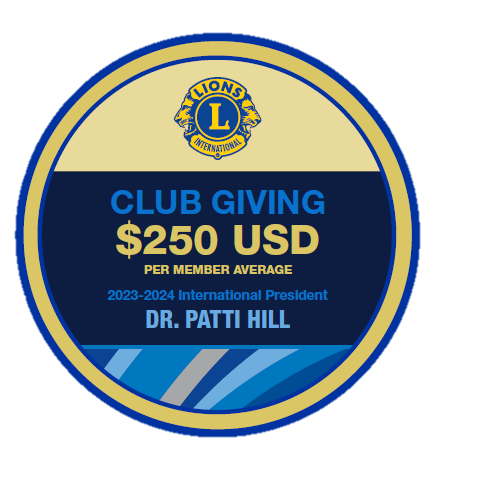 LIONS
L
INTERNATIONAL
CLUB GIVING
$250 USD
PER MEMBER AVERAGE
2023-2024 International President
DR. PATTI HILL